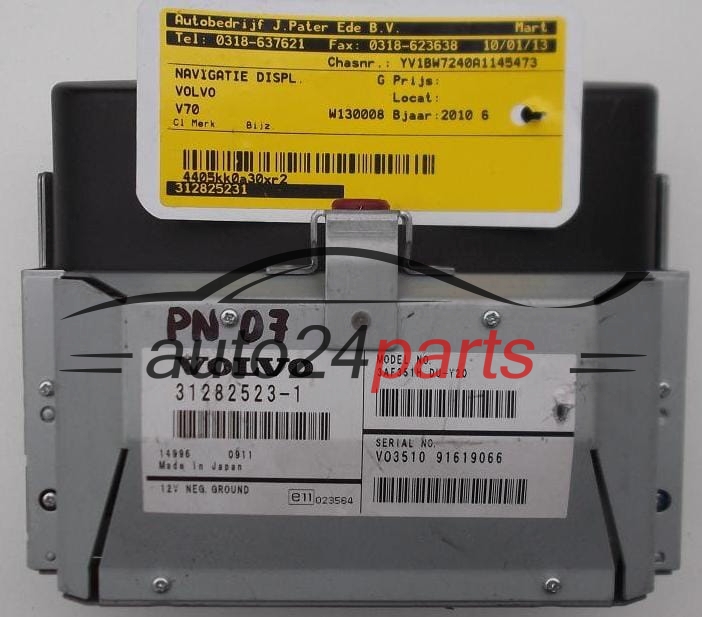 Autobedrijf J.Pater Ede B.V. Mart
Tel: 0318-637621 Fax: 0318-623638 10/01/13
Chasnr.: YV1BW7240A1145473
NAVIGATIE DISPL. G Prijs:
VOLVO Locat:
V70 W130008 Bjaar:2010 6
Cl Merk Bijz.
4405kk0a30xr2
312825231
PN 07
auto24parts
VOLVO
31282523-1
14996 0911
Made in Japan
12V NEG. GROUND e11 023564
MODEL NO.
DU-Y20
SERIAL NO.
VO3510 91619066